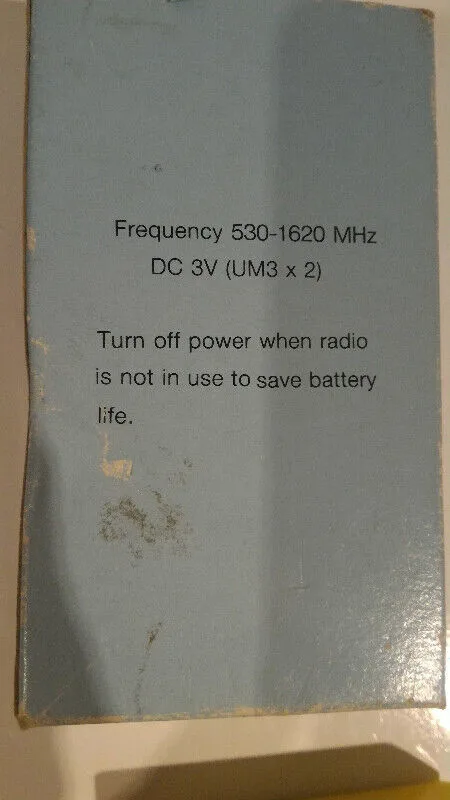 Frequency 530-1620 MHz
DC 3V (UM3 x 2)
Turn off power when radio
is not in use to save battery
life.